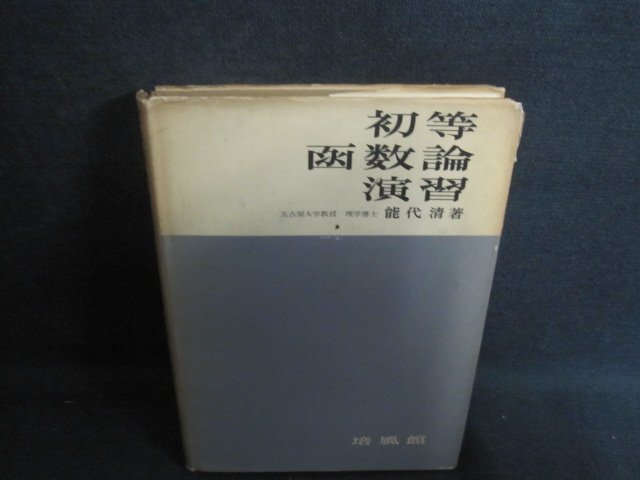 初等
函数論
演習
名古屋大学教授 理学博士 能代 清著
培風館